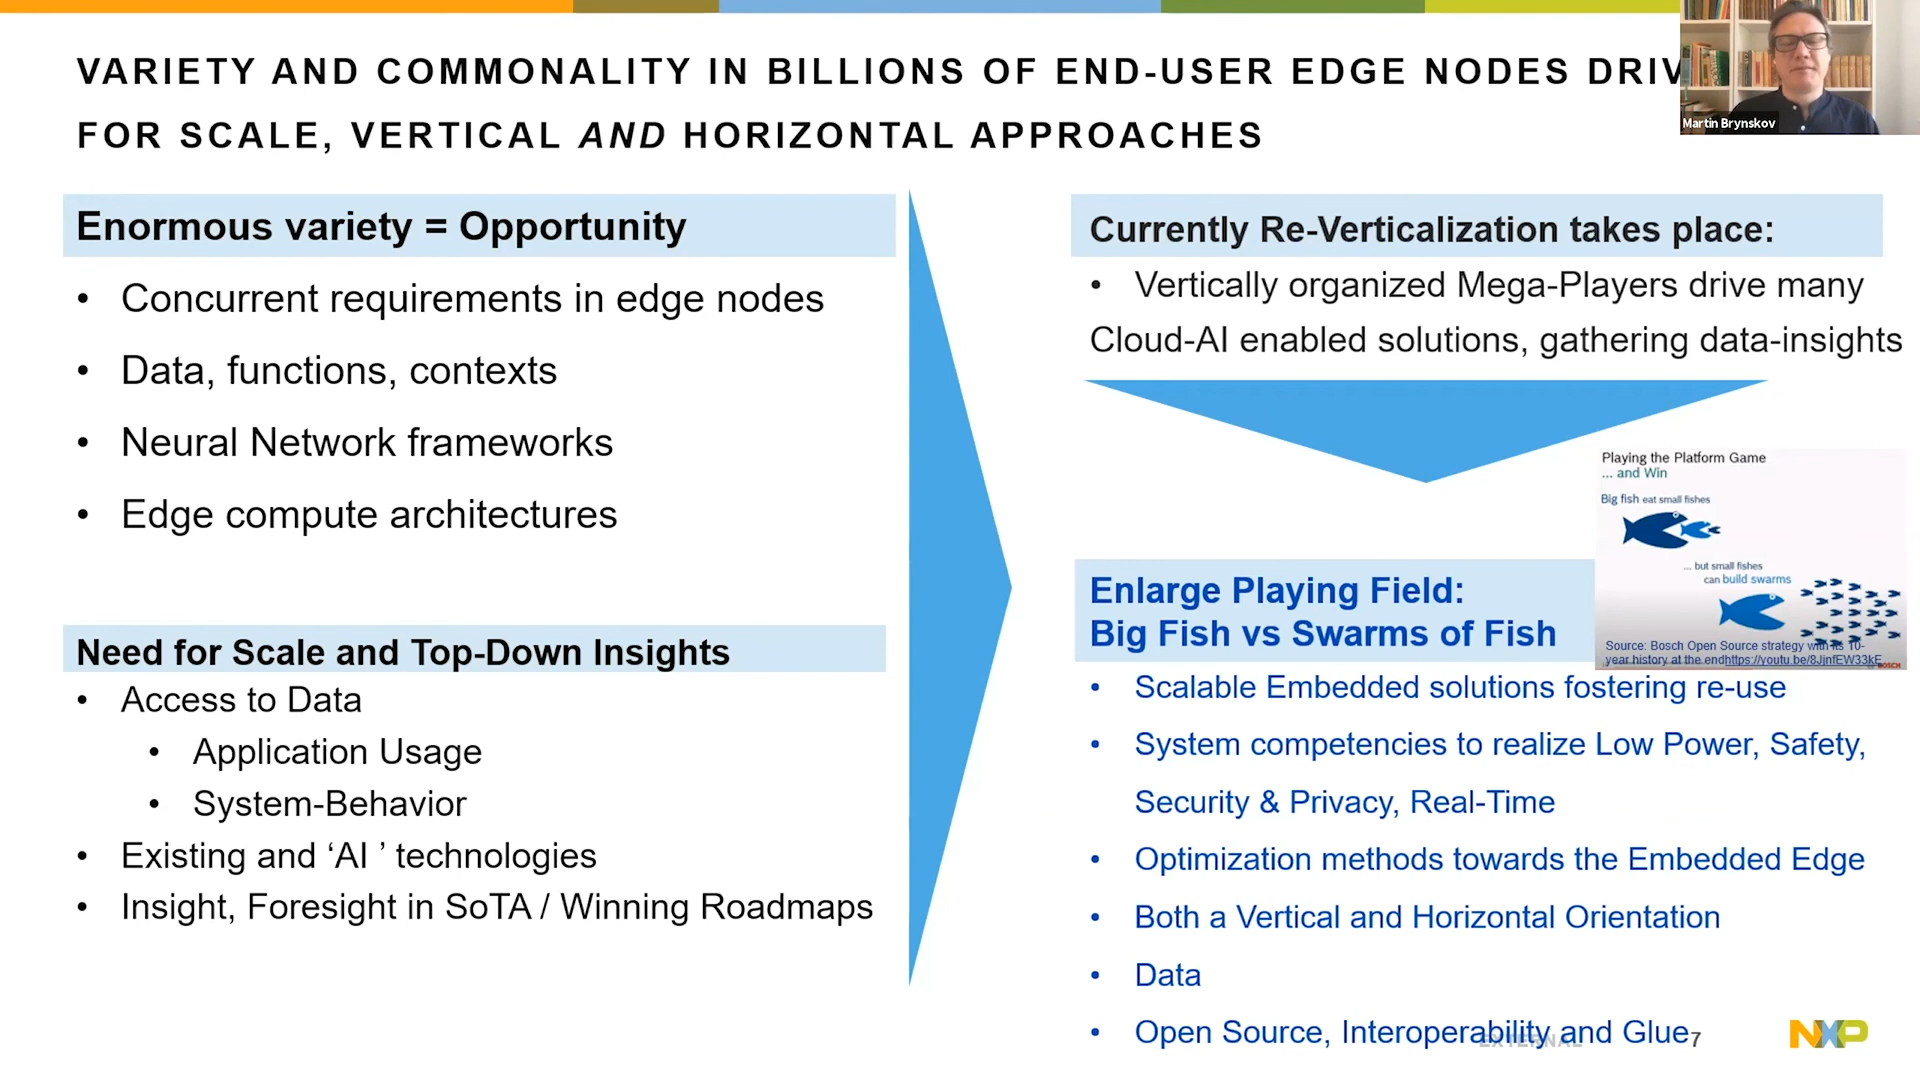 VARIETY AND COMMONALITY IN BILLIONS OF END-USER EDGE NODES DRIV
FOR SCALE, VERTICAL AND HORIZONTAL APPROACHES
Martin Brynskov
Enormous variety = Opportunity
• Concurrent requirements in edge nodes
• Data, functions, contexts
• Neural Network frameworks
• Edge compute architectures
Need for Scale and Top-Down Insights
• Access to Data
• Application Usage
• System-Behavior
• Existing and ‘AI ’ technologies
• Insight, Foresight in SoTA / Winning Roadmaps
Currently Re-Verticalization takes place:
• Vertically organized Mega-Players drive many
Cloud-AI enabled solutions, gathering data-insights
Playing the Platform Game
... and Win
Big fish eat small fishes
... but small fishes
can build swarms
Source: Bosch Open Source strategy with its 10-
year history at the endhttps://youtu.be/8JjnfEW33kE
BOSCH
Enlarge Playing Field:
Big Fish vs Swarms of Fish
• Scalable Embedded solutions fostering re-use
• System competencies to realize Low Power, Safety,
Security & Privacy, Real-Time
• Optimization methods towards the Embedded Edge
• Both a Vertical and Horizontal Orientation
• Data
• Open Source, Interoperability and Glue
EXTERNAL
7
NXP